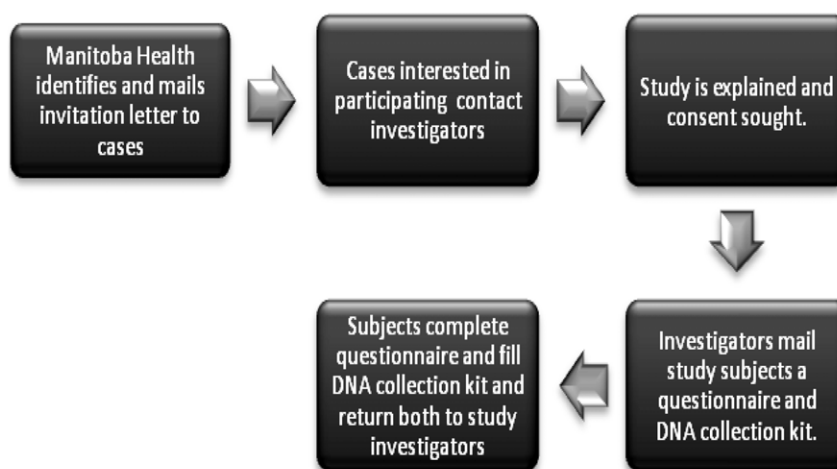 Manitoba Health
identifies and mails
invitation letter to
cases
Cases interested in
participating contact
investigators
Study is explained and
consent sought.
Investigators mail
study subjects a
questionnaire and
DNA collection kit.
Subjects complete
questionnaire and fill
DNA collection kit and
return both to study
investigators